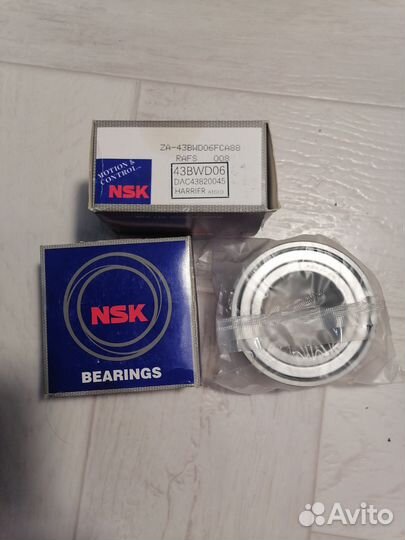 ZA-43BWD06FCA88
RAFS 008
MOTION & CONTROL
NSK
43BWD06
DAC43820045
HARRIER
NSK
BEARINGS
Avito